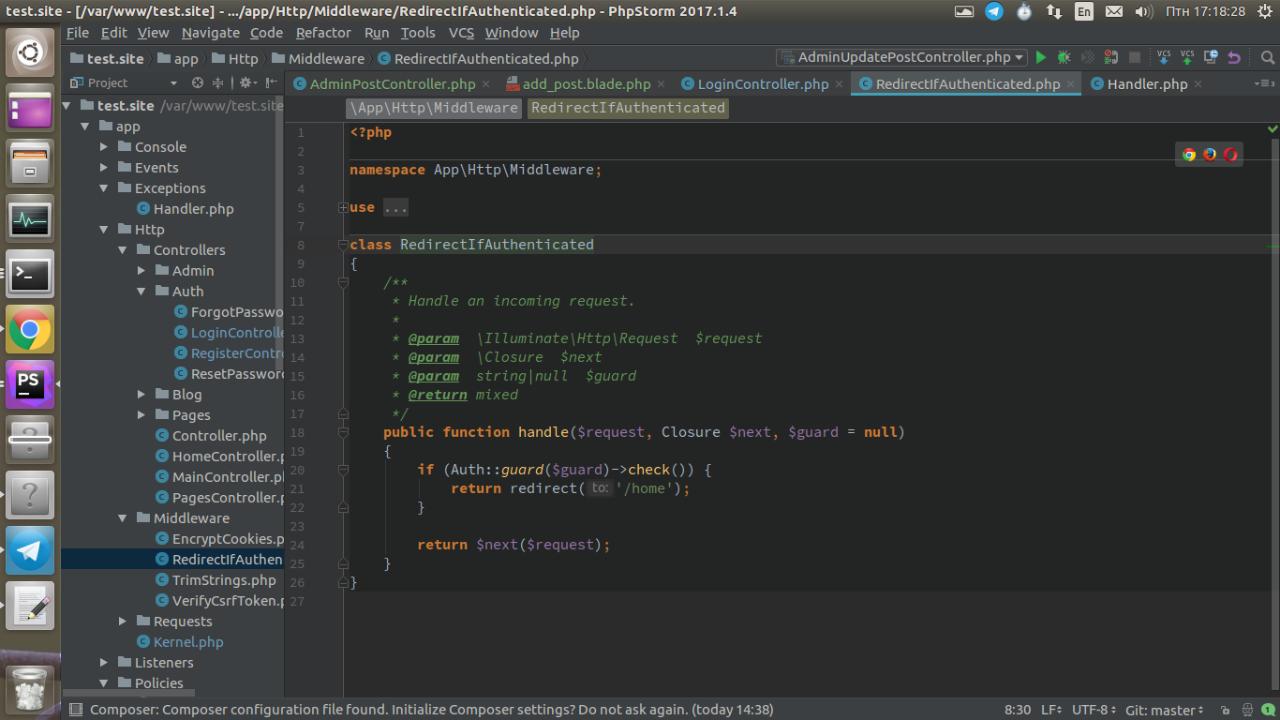 test.site - [/var/www/test.site] - .../app/Http/Middleware/RedirectIfAuthenticated.php - PhpStorm 2017.1.4
En
Птн 17:18:28
File Edit View Navigate Code Refactor Run Tools VCS Window Help
test.site app Http Middleware RedirectIfAuthenticated.php
AdminUpdatePostController.php
VCS VCS
Project
AdminPostController.php add_post.blade.php LoginController.php RedirectIfAuthenticated.php Handler.php
\App\Http\Middleware RedirectIfAuthenticated
test.site /var/www/test.site
app
Console
Events
Exceptions
Handler.php
Http
Controllers
Admin
Auth
ForgotPasswo
LoginControlle
RegisterContr
ResetPassword
Blog
Pages
Controller.php
HomeController.
MainController.p
PagesController.
Middleware
EncryptCookies.p
RedirectIfAuthen
TrimStrings.php
VerifyCsrfToken.p
Requests
Kernel.php
Listeners
Policies
PS
1 <?php
2
3 namespace App\Http\Middleware;
4
5 use ...
7
8 class RedirectIfAuthenticated
9 {
10 /**
11 * Handle an incoming request.
12 *
13 * @param \Illuminate\Http\Request $request
14 * @param \Closure $next
15 * @param string|null $guard
16 * @return mixed
17 */
18 public function handle($request, Closure $next, $guard = null)
19 {
20 if (Auth::guard($guard)->check()) {
21 return redirect( to: '/home');
22 }
23
24 return $next($request);
25 }
26 }
27
Composer: Composer configuration file found. Initialize Composer settings? Do not ask again. (today 14:38)
8:30 LF UTF-8 Git: master 1